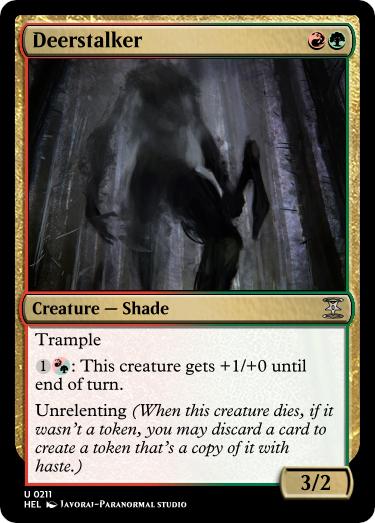 Deerstalker
Creature — Shade
Trample
1: This creature gets +1/+0 until
end of turn.
Unrelenting (When this creature dies, if it
wasn't a token, you may discard a card to
create a token that's a copy of it with
haste.)
3/2
U 0211
HEL Javoraj-Paranormal studio